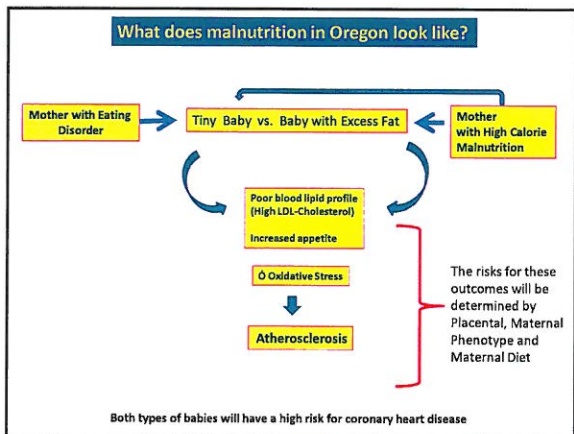 What does malnutrition in Oregon look like?
Mother with Eating
Disorder
Tiny Baby vs. Baby with Excess Fat
Mother
with High Calorie
Malnutrition
Poor blood lipid profile
(High LDL-Cholesterol)
Increased appetite
Ò Oxidative Stress
Atherosclerosis
The risks for these
outcomes will be
determined by
Placental, Maternal
Phenotype and
Maternal Diet
Both types of babies will have a high risk for coronary heart disease